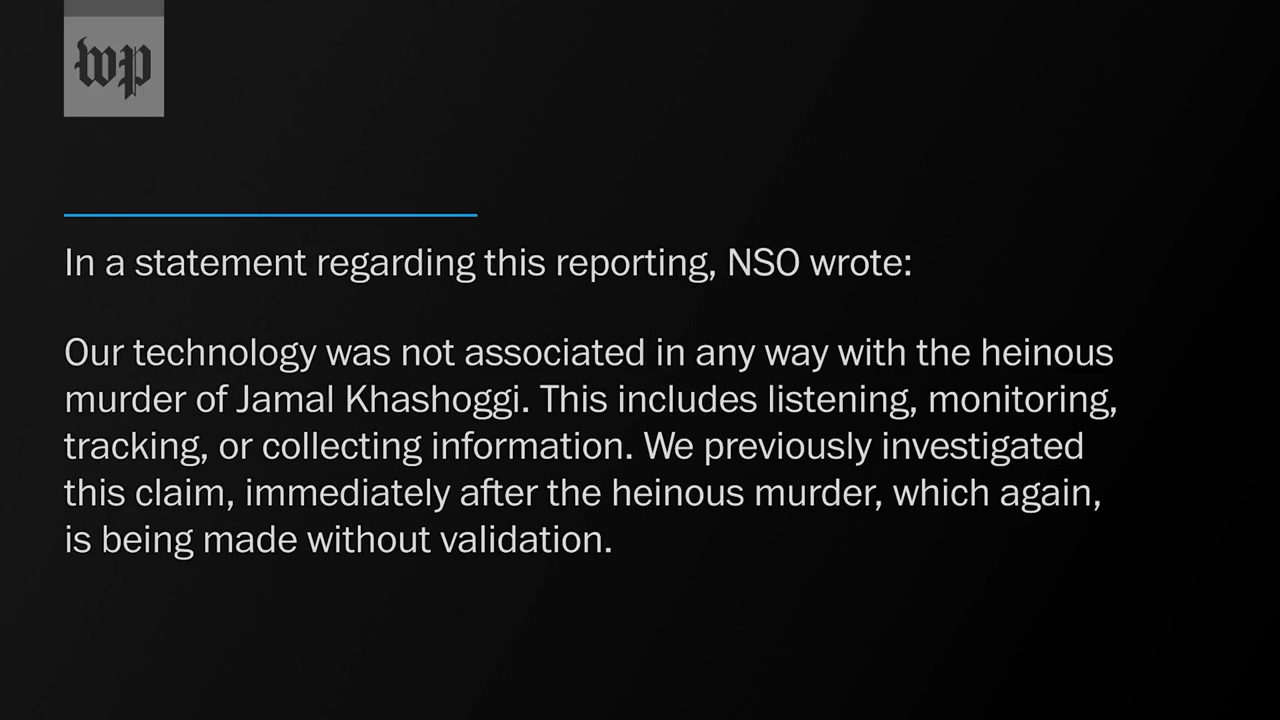 wp
In a statement regarding this reporting, NSO wrote:
Our technology was not associated in any way with the heinous
murder of Jamal Khashoggi. This includes listening, monitoring,
tracking, or collecting information. We previously investigated
this claim, immediately after the heinous murder, which again,
is being made without validation.